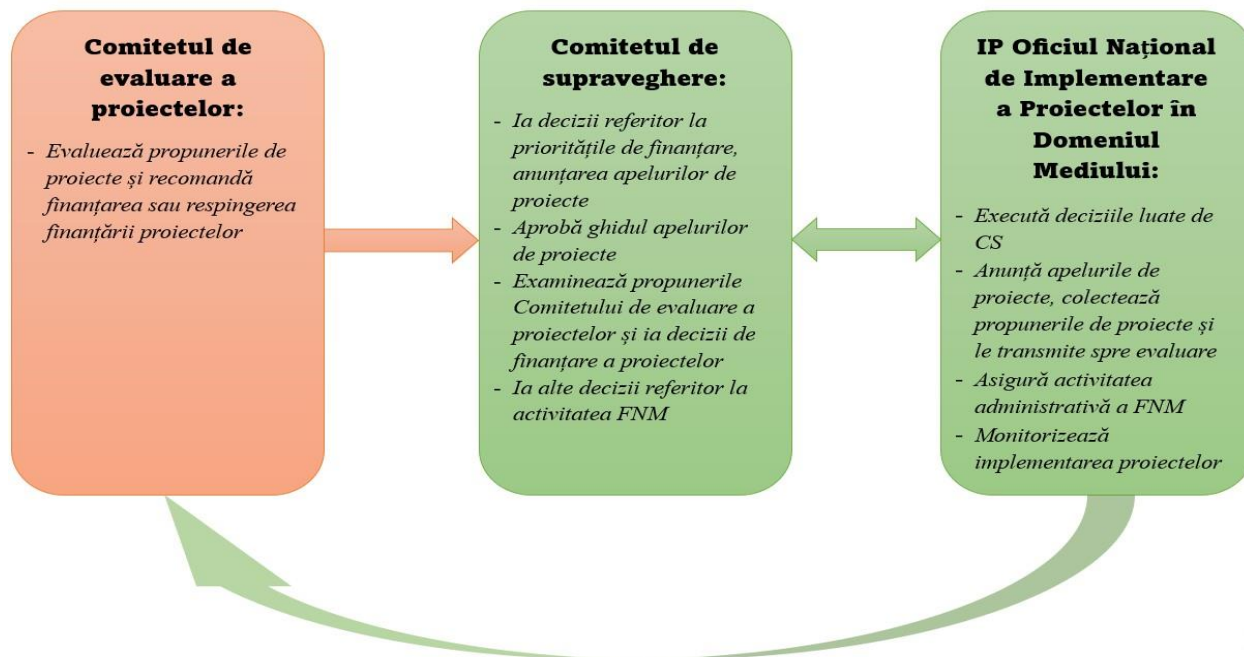 Comitetul de
evaluare a
proiectelor:
- Evaluează propunerile de
proiecte și recomandă
finanțarea sau respingerea
finanțării proiectelor
Comitetul de
supraveghere:
- Ia decizii referitor la
prioritățile de finanțare,
anunțarea apelurilor de
proiecte
- Aprobă ghidul apelurilor
de proiecte
- Examinează propunerile
Comitetului de evaluare a
proiectelor și ia decizii de
finanțare a proiectelor
- Ia alte decizii referitor la
activitatea FNM
IP Oficiul Național
de Implementare
a Proiectelor în
Domeniul
Mediului:
- Execută deciziile luate de
CS
- Anunță apelurile de
proiecte, colectează
propunerile de proiecte și
le transmite spre evaluare
- Asigură activitatea
administrativă a FNM
- Monitorizează
implementarea proiectelor